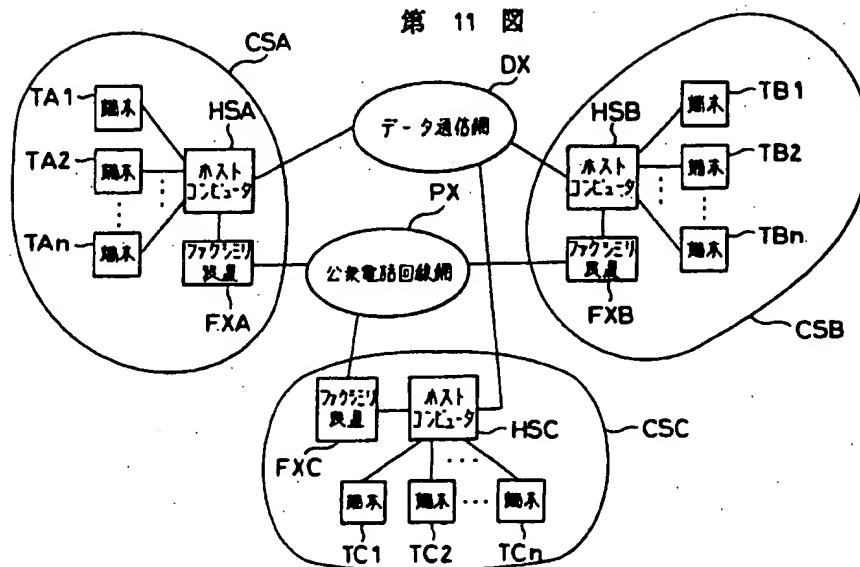 第 11 図
CSA
DX
TA1
端末
HSA
データ通信網
HSB
端末
TB1
TA2
端末
ホスト
コンピュータ
ホスト
コンピュータ
端末
TB2
PX
TAn
端末
ファクシミリ
装置
公衆電話回線網
ファクシミリ
装置
端末
TBn
FXA
FXB
CSB
ファクシミリ
装置
ホスト
コンピュータ
HSC
CSC
FXC
端末
端末
端末
TC1
TC2
TCn